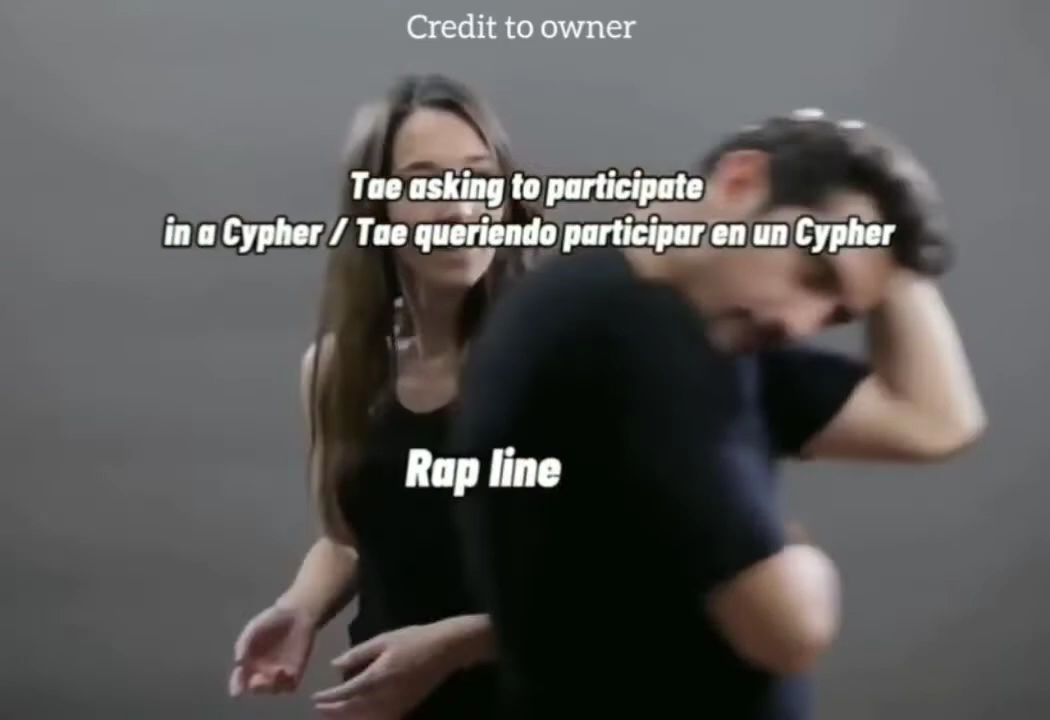 Credit to owner
Tae asking to participate
in a Cypher / Tae queriendo participar en un Cypher
Rap line